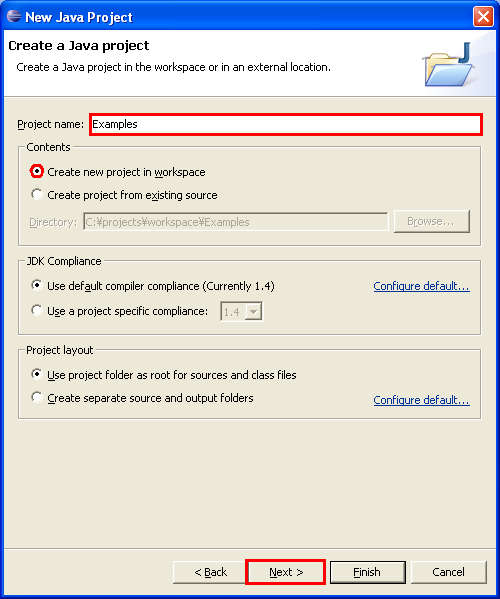 New Java Project
Create a Java project
Create a Java project in the workspace or in an external location.
Project name: Examples
Contents
Create new project in workspace
Create project from existing source
Directory: C:¥projects¥workspace¥Examples Browse...
JDK Compliance
Use default compiler compliance (Currently 1.4) Configure default...
Use a project specific compliance: 1.4
Project layout
Use project folder as root for sources and class files
Create separate source and output folders Configure default...
< Back Next > Finish Cancel